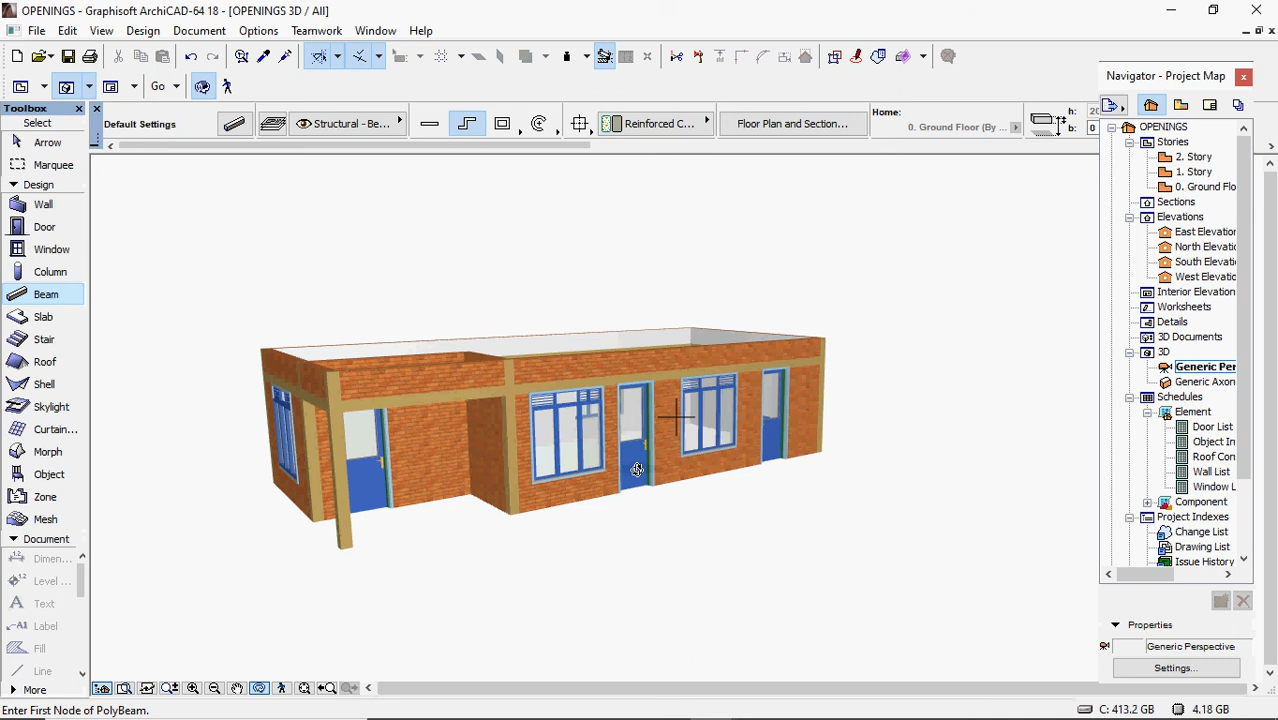 OPENINGS - Graphisoft ArchiCAD-64 18 - [OPENINGS 3D / All]
File Edit View Design Document Options Teamwork Window Help
Go
Toolbox
Select
Arrow
Marquee
Design
Wall
Door
Window
Column
Beam
Slab
Stair
Roof
Shell
Skylight
Curtain...
Morph
Object
Zone
Mesh
Document
Dimen...
Level ...
Text
Label
Fill
Line
More
Default Settings
Structural - Be...
Reinforced C...
Floor Plan and Section...
Home:
0. Ground Floor (By ...
h:
b: 0
Navigator - Project Map
OPENINGS
Stories
2. Story
1. Story
0. Ground Flo
Sections
Elevations
East Elevatio
North Elevati
South Elevati
West Elevatio
Interior Elevation
Worksheets
Details
3D Documents
3D
Generic Per
Generic Axon
Schedules
Element
Door List
Object In
Roof Con
Wall List
Window L
Component
Project Indexes
Change List
Drawing List
Issue History
Properties
Generic Perspective
Settings...
Enter First Node of PolyBeam.
C: 413.2 GB
4.18 GB